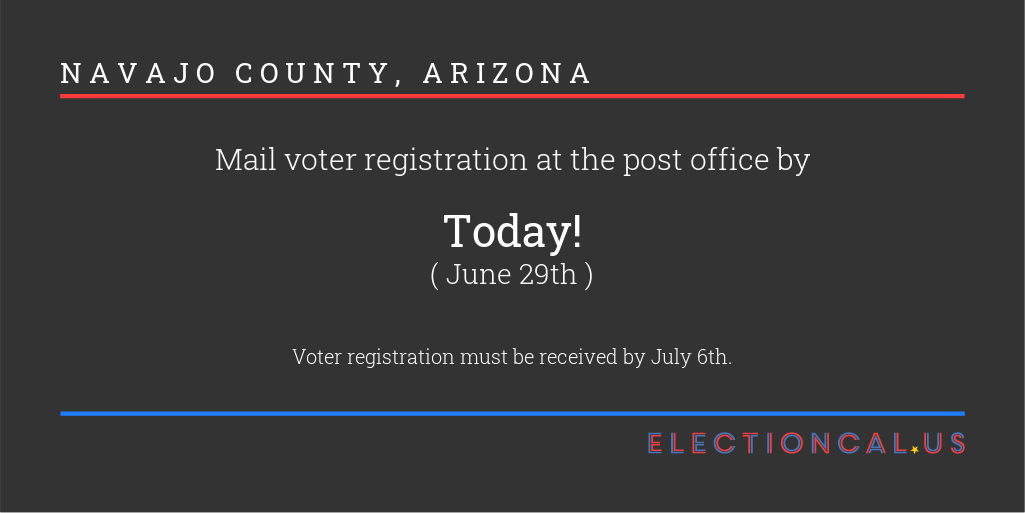 NAVAJO COUNTY, ARIZONA
Mail voter registration at the post office by
Today!
( June 29th )
Voter registration must be received by July 6th.
ELECTIONCAL.US